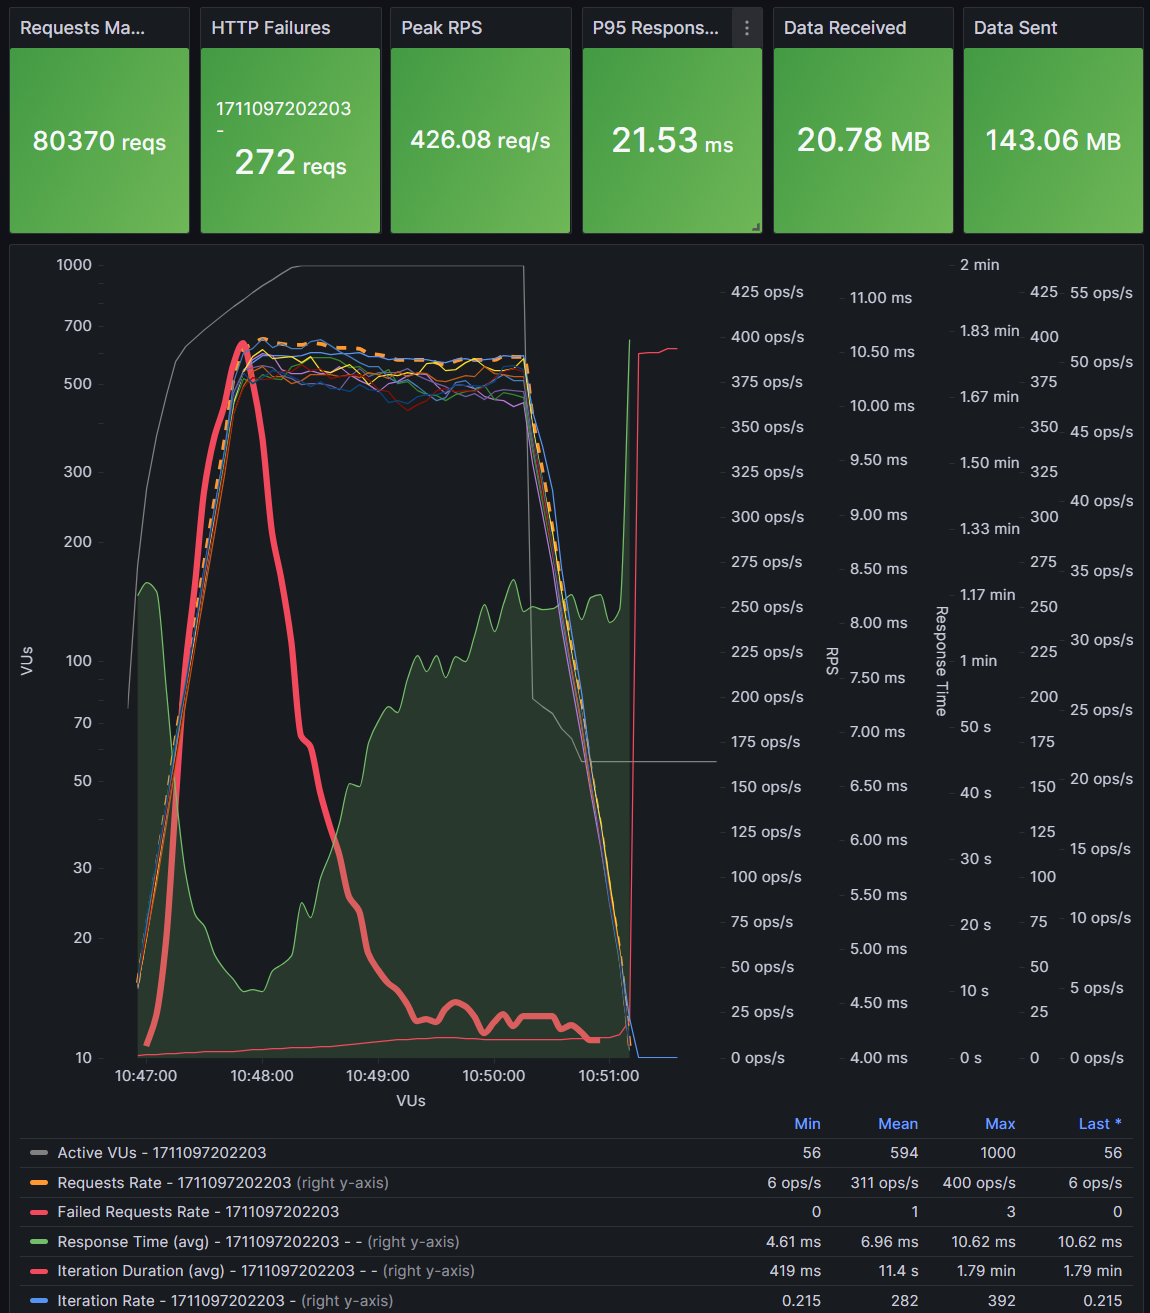 Requests Ma...
HTTP Failures
Peak RPS
P95 Respons...
Data Received
Data Sent
80370 reqs
1711097202203
-
272 reqs
426.08 req/s
21.53 ms
20.78 MB
143.06 MB
1000
700
500
300
200
100
70
50
30
20
10
VUs
10:47:00
10:48:00
10:49:00
10:50:00
10:51:00
VUs
425 ops/s
400 ops/s
375 ops/s
350 ops/s
325 ops/s
300 ops/s
275 ops/s
250 ops/s
225 ops/s
200 ops/s
175 ops/s
150 ops/s
125 ops/s
100 ops/s
75 ops/s
50 ops/s
25 ops/s
0 ops/s
RPS
11.00 ms
10.50 ms
10.00 ms
9.50 ms
9.00 ms
8.50 ms
8.00 ms
7.50 ms
7.00 ms
6.50 ms
6.00 ms
5.50 ms
5.00 ms
4.50 ms
4.00 ms
Response Time
2 min
1.83 min
1.67 min
1.50 min
1.33 min
1.17 min
1 min
50 s
40 s
30 s
20 s
10 s
0 s
425
400
375
350
325
300
275
250
225
200
175
150
125
100
75
50
25
0
55 ops/s
50 ops/s
45 ops/s
40 ops/s
35 ops/s
30 ops/s
25 ops/s
20 ops/s
15 ops/s
10 ops/s
5 ops/s
0 ops/s
Min Mean Max Last *
Active VUs - 1711097202203 56 594 1000 56
Requests Rate - 1711097202203 (right y-axis) 6 ops/s 311 ops/s 400 ops/s 6 ops/s
Failed Requests Rate - 1711097202203 0 1 3 0
Response Time (avg) - 1711097202203 - - (right y-axis) 4.61 ms 6.96 ms 10.62 ms 10.62 ms
Iteration Duration (avg) - 1711097202203 - - (right y-axis) 419 ms 11.4 s 1.79 min 1.79 min
Iteration Rate - 1711097202203 - (right y-axis) 0.215 282 392 0.215